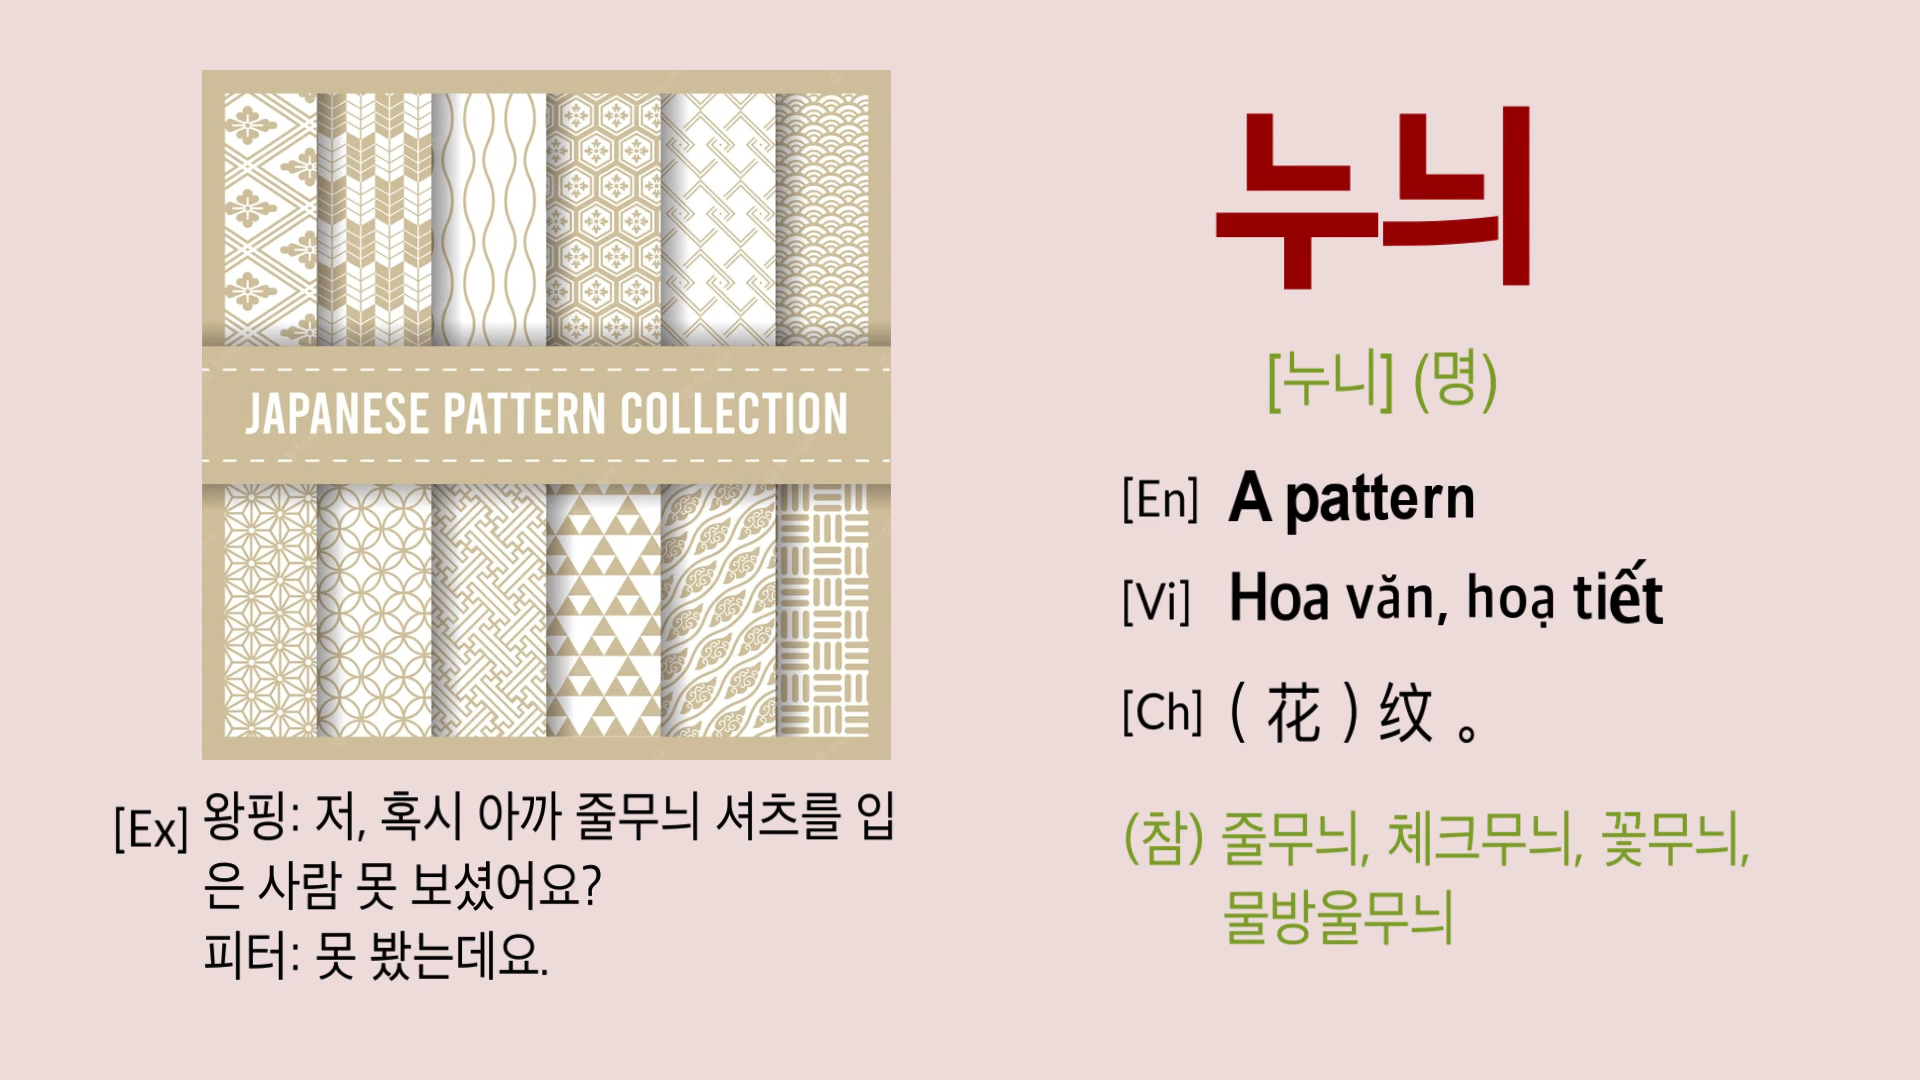 JAPANESE PATTERN COLLECTION
[Ex] 왕핑: 저, 혹시 아까 줄무늬 셔츠를 입
은 사람 못 보셨어요?
피터: 못 봤는데요.
누늬
[누니] (명)
[En] A pattern
[Vi] Hoa văn, hoạ tiết
[Ch] ( 花 ) 纹 。
(참) 줄무늬, 체크무늬, 꽃무늬,
물방울무늬